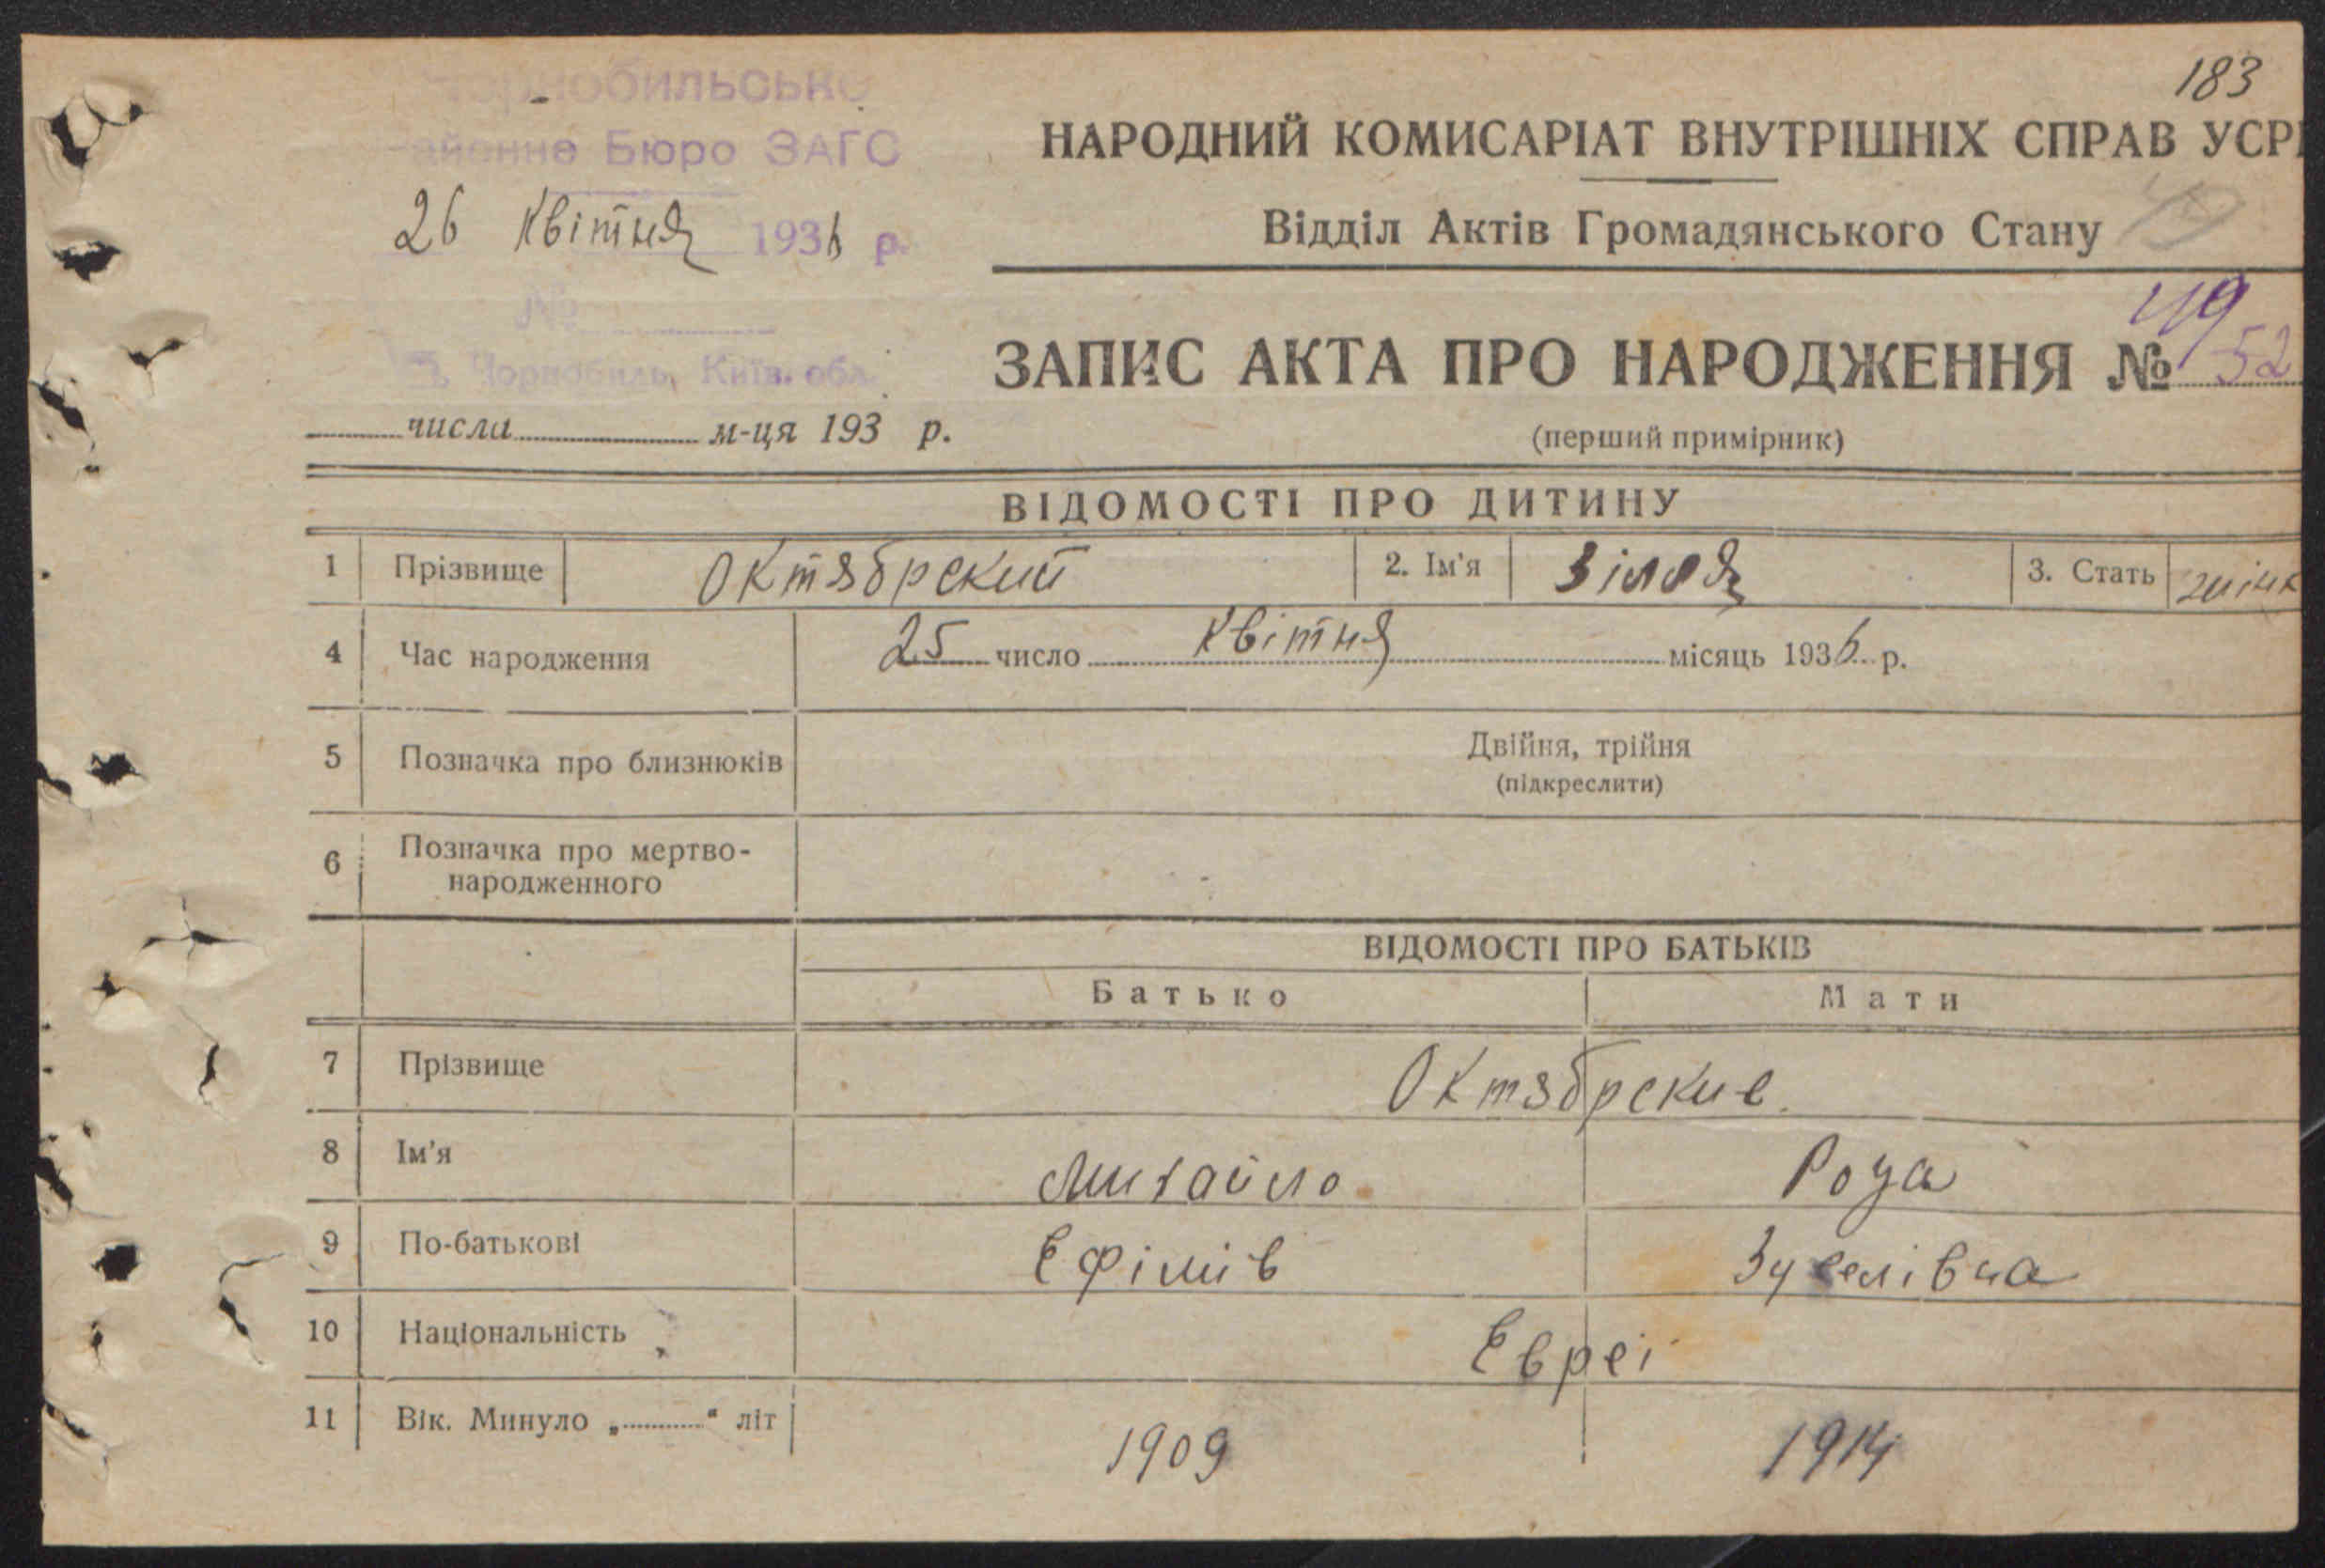 183
Чорнобильське
Районне Бюро ЗАГС
НАРОДНИЙ КОМИСАРІАТ ВНУТРІШНІХ СПРАВ УСР
26 квітня 1936 р.
Відділ Актів Громадянського Стану
№
49
м. Чорнобиль, Київ. обл.
ЗАПИС АКТА ПРО НАРОДЖЕННЯ № 52
числа м-ця 193 р.
(перший примірник)
ВІДОМОСТІ ПРО ДИТИНУ
1 Прізвище Октябрский 2. Ім'я 3. Стать жінк
4 Час народження 25 число квітня місяць 1936 р.
5 Позначка про близнюків Двійня, трійня
(підкреслити)
6 Позначка про мертво-
народженного
ВІДОМОСТІ ПРО БАТЬКІВ
Батько Мати
7 Прізвище Октябрские
8 Ім'я Михайло Роза
9 По-батькові Ефімів Зуселівна
10 Національність Евреі
11 Вік. Минуло „ “ літ 1909 1914